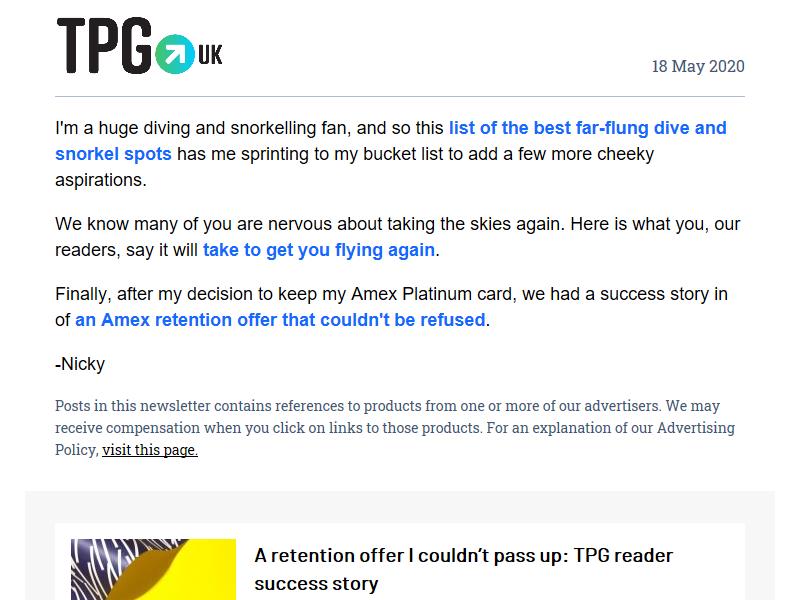 TPG UK
18 May 2020
I'm a huge diving and snorkelling fan, and so this list of the best far-flung dive and
snorkel spots has me sprinting to my bucket list to add a few more cheeky
aspirations.
We know many of you are nervous about taking the skies again. Here is what you, our
readers, say it will take to get you flying again.
Finally, after my decision to keep my Amex Platinum card, we had a success story in
of an Amex retention offer that couldn't be refused.
-Nicky
Posts in this newsletter contains references to products from one or more of our advertisers. We may
receive compensation when you click on links to those products. For an explanation of our Advertising
Policy, visit this page.
A retention offer I couldn’t pass up: TPG reader
success story